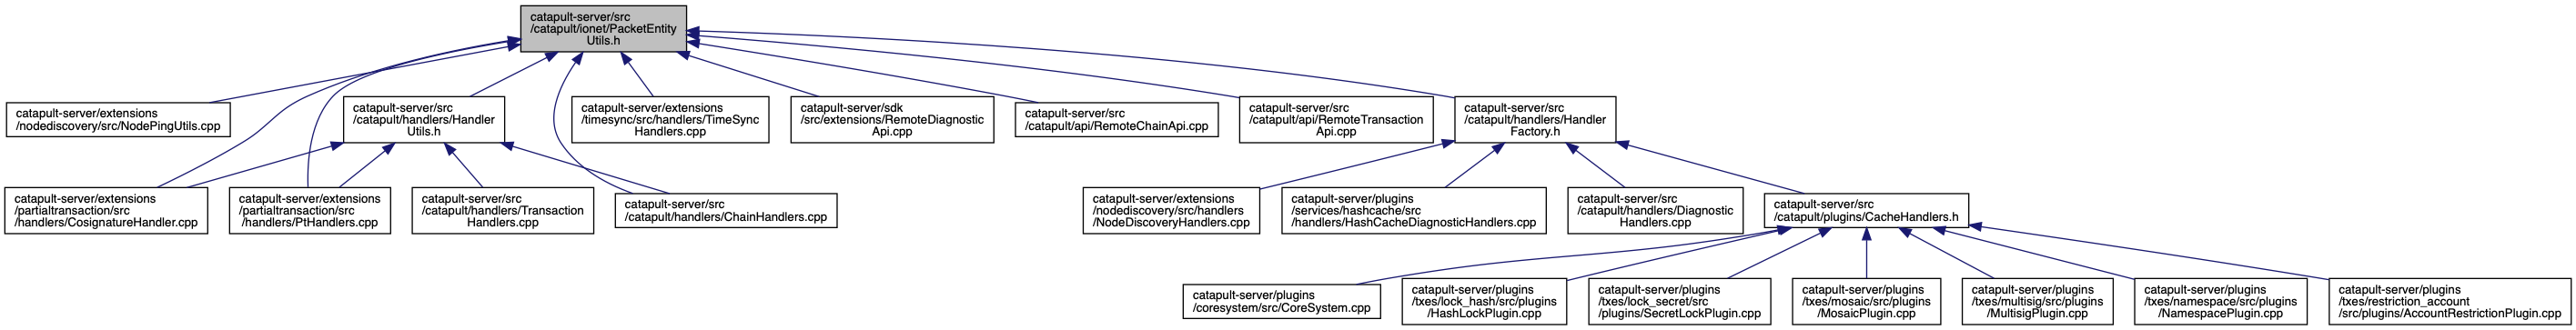 catapult-server/src
/catapult/ionet/PacketEntity
Utils.h
catapult-server/extensions
/nodediscovery/src/NodePingUtils.cpp
catapult-server/src
/catapult/handlers/Handler
Utils.h
catapult-server/extensions
/timesync/src/handlers/TimeSync
Handlers.cpp
catapult-server/sdk
/src/extensions/RemoteDiagnostic
Api.cpp
catapult-server/src
/catapult/api/RemoteChainApi.cpp
catapult-server/src
/catapult/api/RemoteTransaction
Api.cpp
catapult-server/src
/catapult/handlers/Handler
Factory.h
catapult-server/extensions
/partialtransaction/src
/handlers/CosignatureHandler.cpp
catapult-server/extensions
/partialtransaction/src
/handlers/PtHandlers.cpp
catapult-server/src
/catapult/handlers/Transaction
Handlers.cpp
catapult-server/src
/catapult/handlers/ChainHandlers.cpp
catapult-server/extensions
/nodediscovery/src/handlers
/NodeDiscoveryHandlers.cpp
catapult-server/plugins
/services/hashcache/src
/handlers/HashCacheDiagnosticHandlers.cpp
catapult-server/src
/catapult/handlers/Diagnostic
Handlers.cpp
catapult-server/src
/catapult/plugins/CacheHandlers.h
catapult-server/plugins
/coresystem/src/CoreSystem.cpp
catapult-server/plugins
/txes/lock_hash/src/plugins
/HashLockPlugin.cpp
catapult-server/plugins
/txes/lock_secret/src
/plugins/SecretLockPlugin.cpp
catapult-server/plugins
/txes/mosaic/src/plugins
/MosaicPlugin.cpp
catapult-server/plugins
/txes/multisig/src/plugins
/MultisigPlugin.cpp
catapult-server/plugins
/txes/namespace/src/plugins
/NamespacePlugin.cpp
catapult-server/plugins
/txes/restriction_account
/src/plugins/AccountRestrictionPlugin.cpp